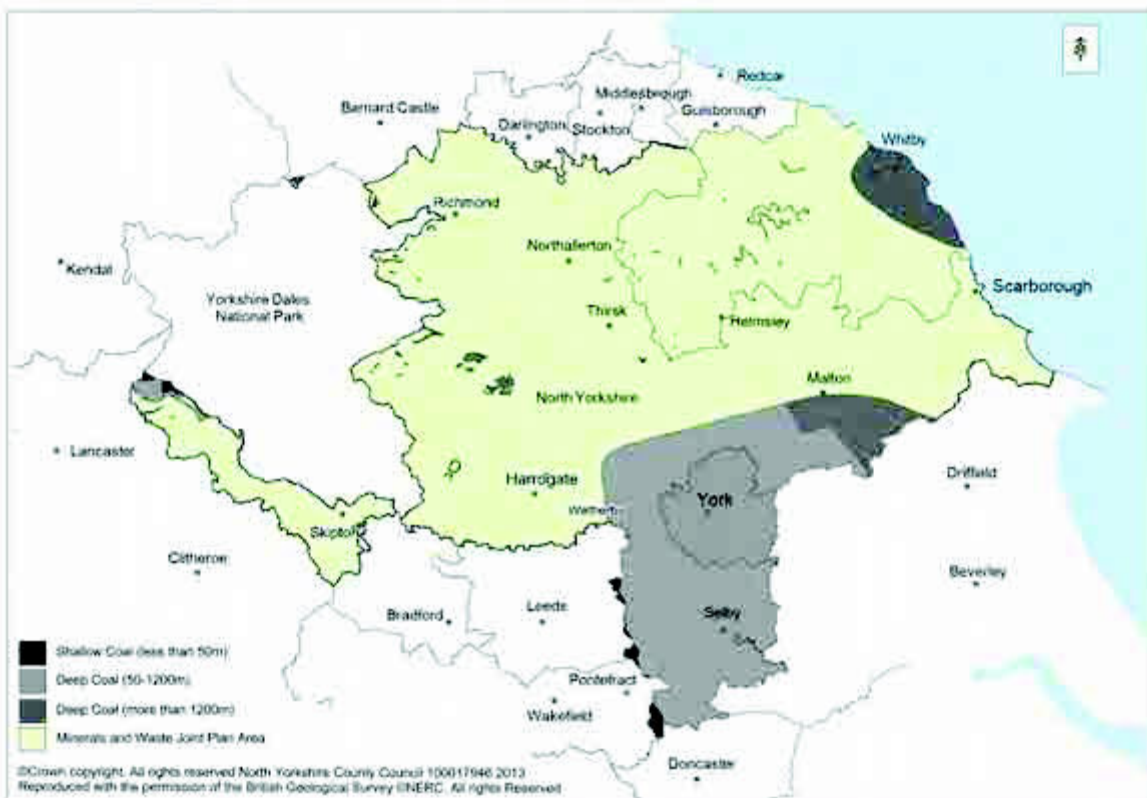 Redcar
Middlesbrough
Barnard Castle
Guisborough
Darlington
Stockton
Whitby
Richmond
Northallerton
Kendal
Scarborough
Yorkshire Dales
National Park
Thirsk
Helmsley
Malton
North Yorkshire
Lancaster
Driffield
Harrogate
York
Wetherby
Skipton
Clitheroe
Beverley
Leeds
Bradford
Selby
Shallow Coal (less than 50m)
Deep Coal (50-1200m)
Pontefract
Deep Coal (more than 1200m)
Wakefield
Minerals and Waste Joint Plan Area
Doncaster
©Crown copyright. All rights reserved North Yorkshire County Council 100017946 2013
Reproduced with the permission of the British Geological Survey ©NERC. All rights Reserved